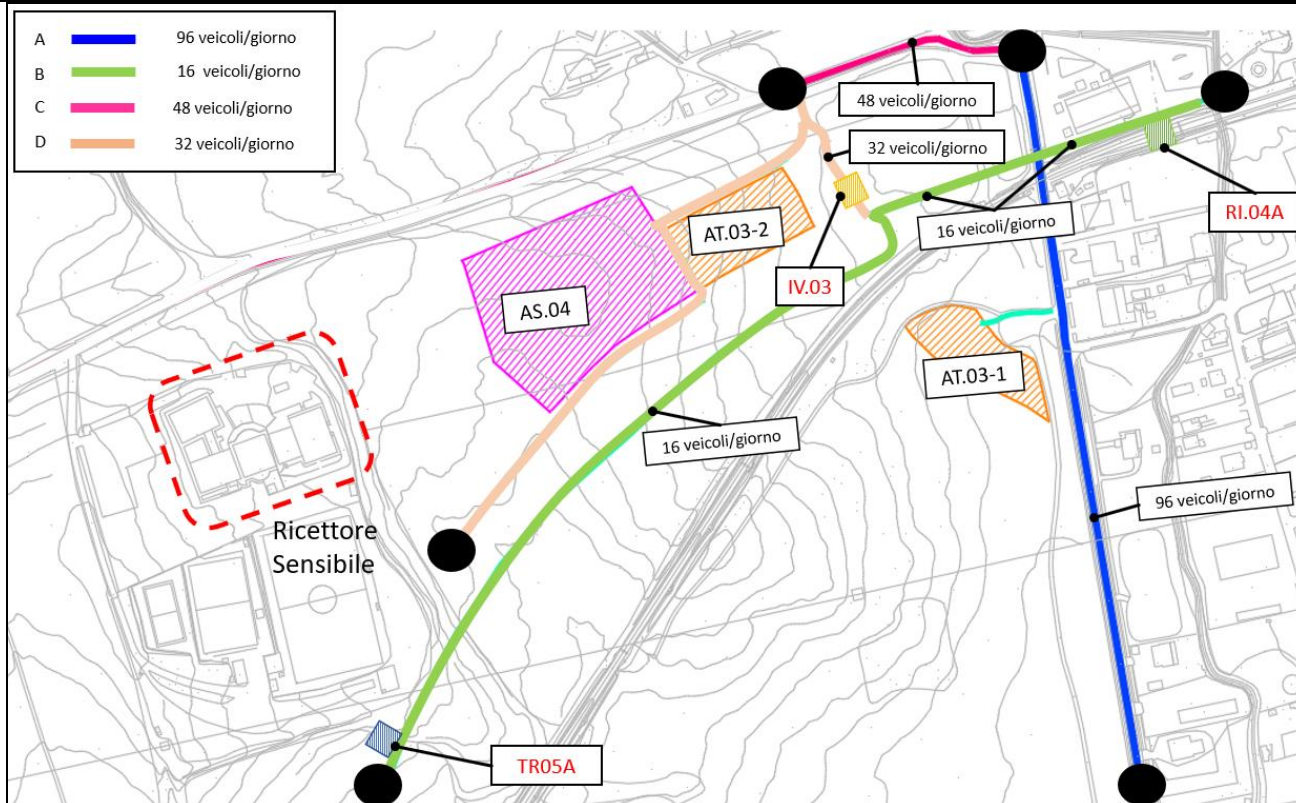 A 96 veicoli/giorno
B 16 veicoli/giorno
C 48 veicoli/giorno
D 32 veicoli/giorno
48 veicoli/giorno
32 veicoli/giorno
RI.04A
16 veicoli/giorno
AT.03-2
IV.03
AS.04
AT.03-1
16 veicoli/giorno
96 veicoli/giorno
Ricettore
Sensibile
TR05A